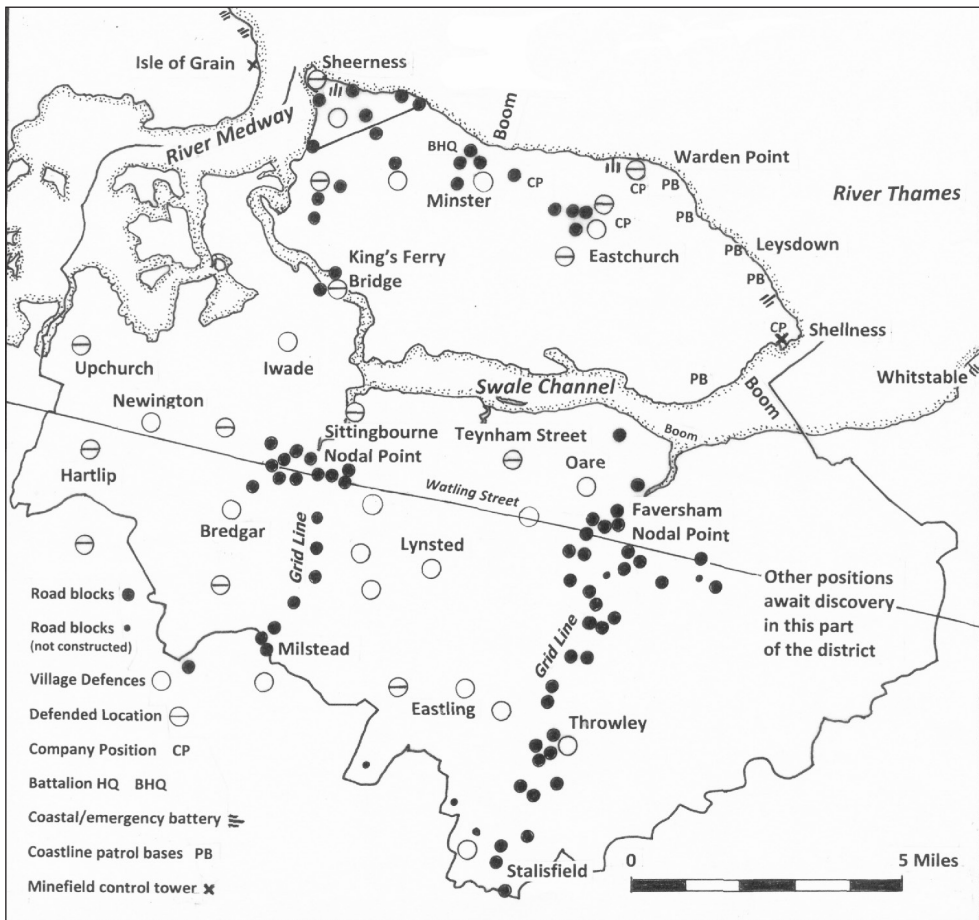 Isle of Grain
Sheerness
River Medway
Boom
BHQ
CP
Minster
Warden Point
CP
PB
River Thames
PB
CP
Eastchurch
PB
Leysdown
PB
King's Ferry
Bridge
CP
Shellness
Upchurch
Iwade
Swale Channel
PB
Boom
Whitstable
Newington
Sittingbourne
Nodal Point
Teynham Street
Boom
Oare
Hartlip
Watling Street
Bredgar
Faversham
Nodal Point
Grid Line
Lynsted
Other positions
await discovery
in this part
of the district
Grid Line
Milstead
Eastling
Throwley
Stalisfield
Road blocks
Road blocks
(not constructed)
Village Defences
Defended Location
Company Position CP
Battalion HQ BHQ
Coastal/emergency battery
Coastline patrol bases PB
Minefield control tower
0 5 Miles